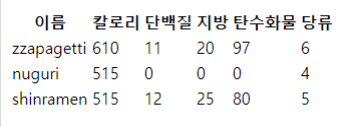 이름 칼로리 단백질 지방 탄수화물 당류
zzapagetti 610 11 20 97 6
nuguri 515 0 0 0 4
shinramen 515 12 25 80 5